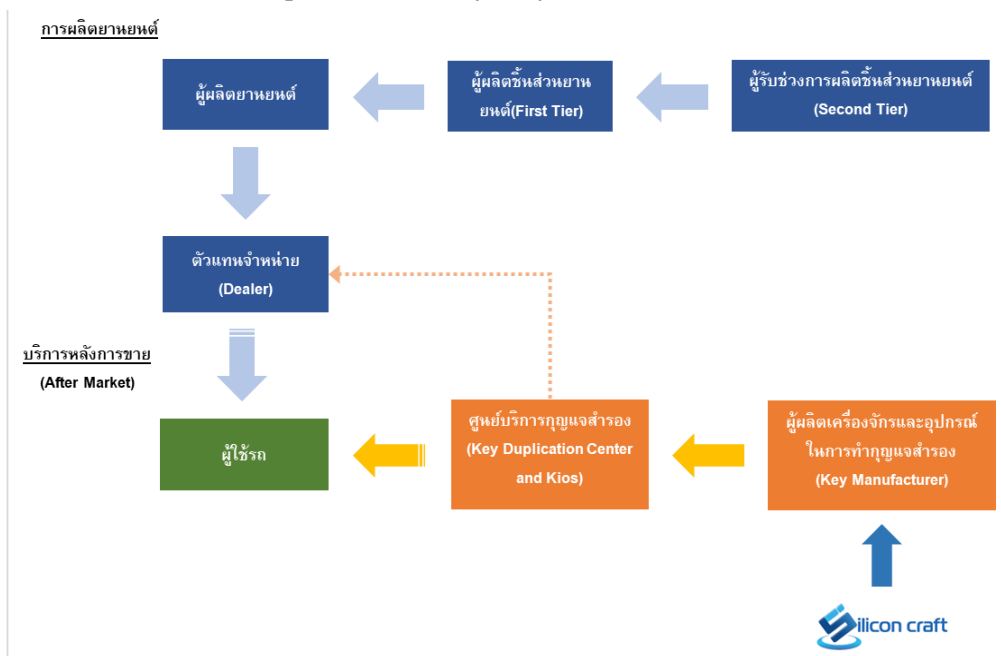 การผลิตยานยนต์
ผู้ผลิตยานยนต์
ผู้ผลิตชิ้นส่วนยาน
ยนต์(First Tier)
ผู้รับช่วงการผลิตชิ้นส่วนยานยนต์
(Second Tier)
ตัวแทนจำหน่าย
(Dealer)
บริการหลังการขาย
(After Market)
ผู้ใช้รถ
ศูนย์บริการกุญแจสำรอง
(Key Duplication Center
and Kios)
ผู้ผลิตเครื่องจักรและอุปกรณ์
ในการทำกุญแจสำรอง
(Key Manufacturer)
Silicon craft